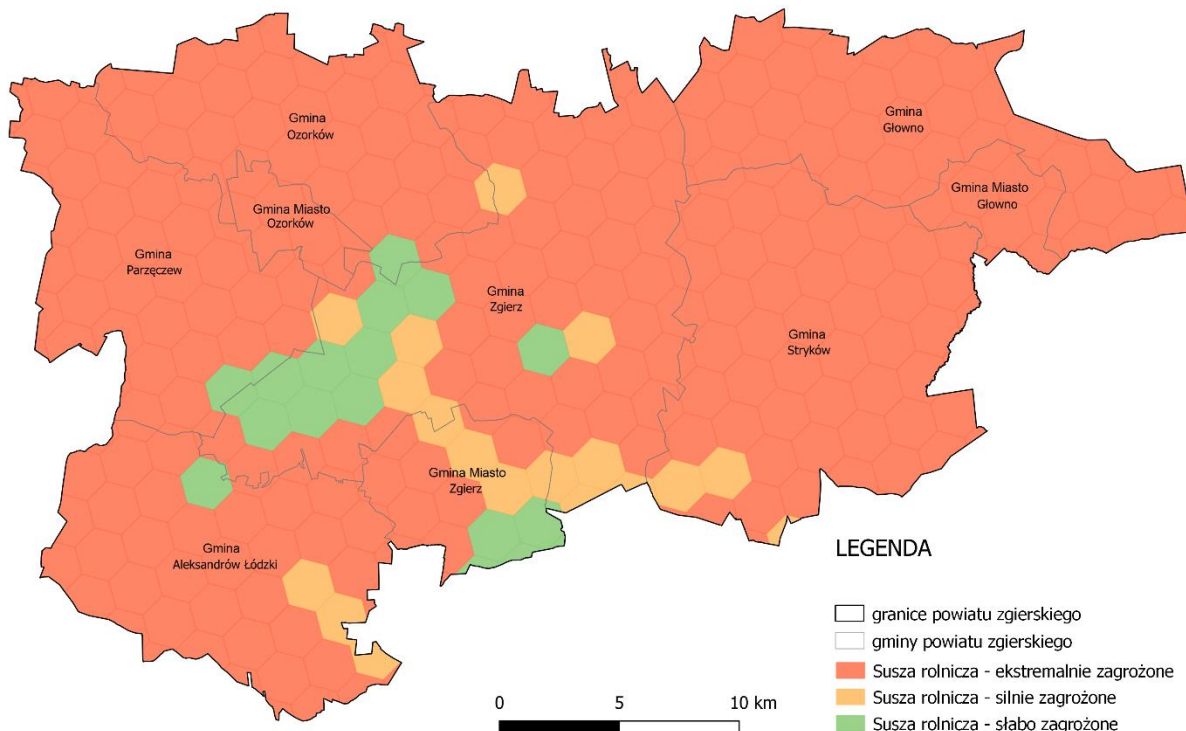 Gmina
Ozorków
Gmina
Głowno
Gmina Miasto
Głowno
Gmina Miasto
Ozorków
Gmina
Parzęczew
Gmina
Zgierz
Gmina
Stryków
Gmina Miasto
Zgierz
Gmina
Aleksandrów Łódzki
LEGENDA
granice powiatu zgierskiego
gminy powiatu zgierskiego
Susza rolnicza - ekstremalnie zagrożone
Susza rolnicza - silnie zagrożone
Susza rolnicza - słabo zagrożone
0 5 10 km